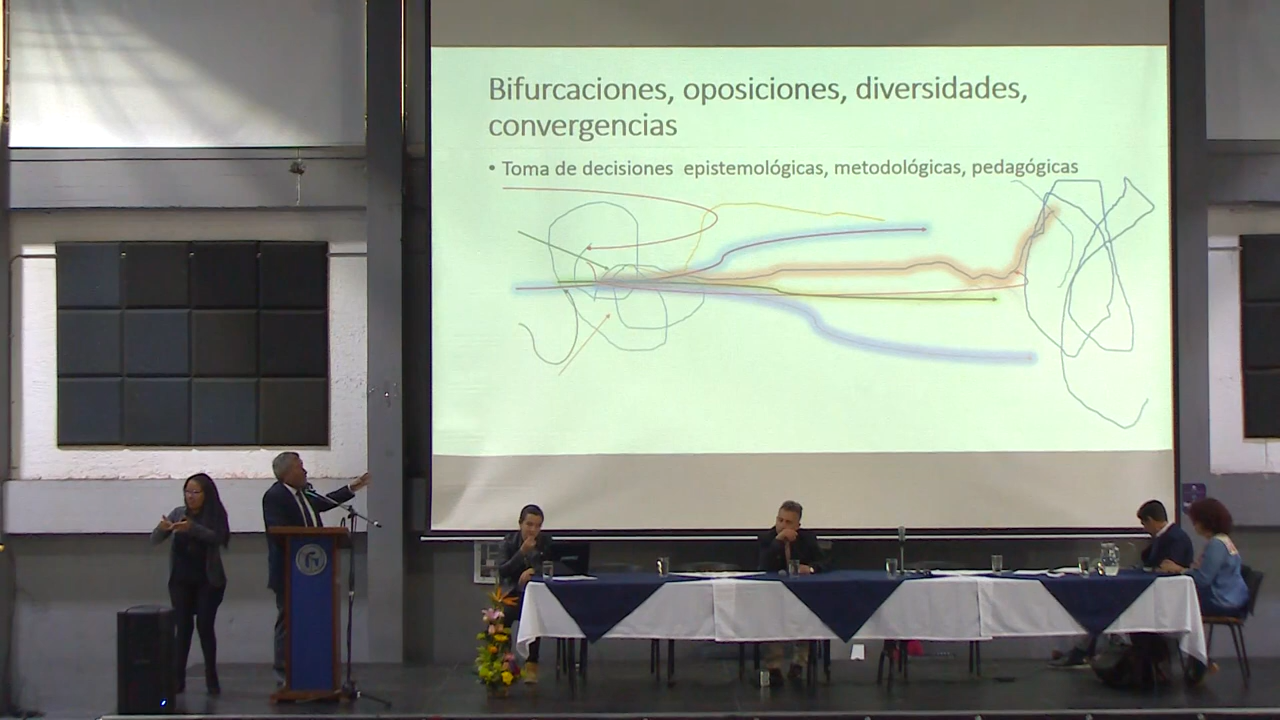 Bifurcaciones, oposiciones, diversidades,
convergencias
• Toma de decisiones epistemológicas, metodológicas, pedagógicas